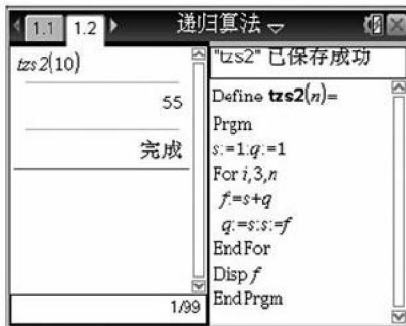 1.1 1.2 递归算法
tzs2(10)
55
完成
1/99
"tzs2" 已保存成功
Define tzs2(n)=
Prgm
s:=1:q:=1
For i,3,n
f:=s+q
q:=s:s:=f
EndFor
Disp f
EndPrgm